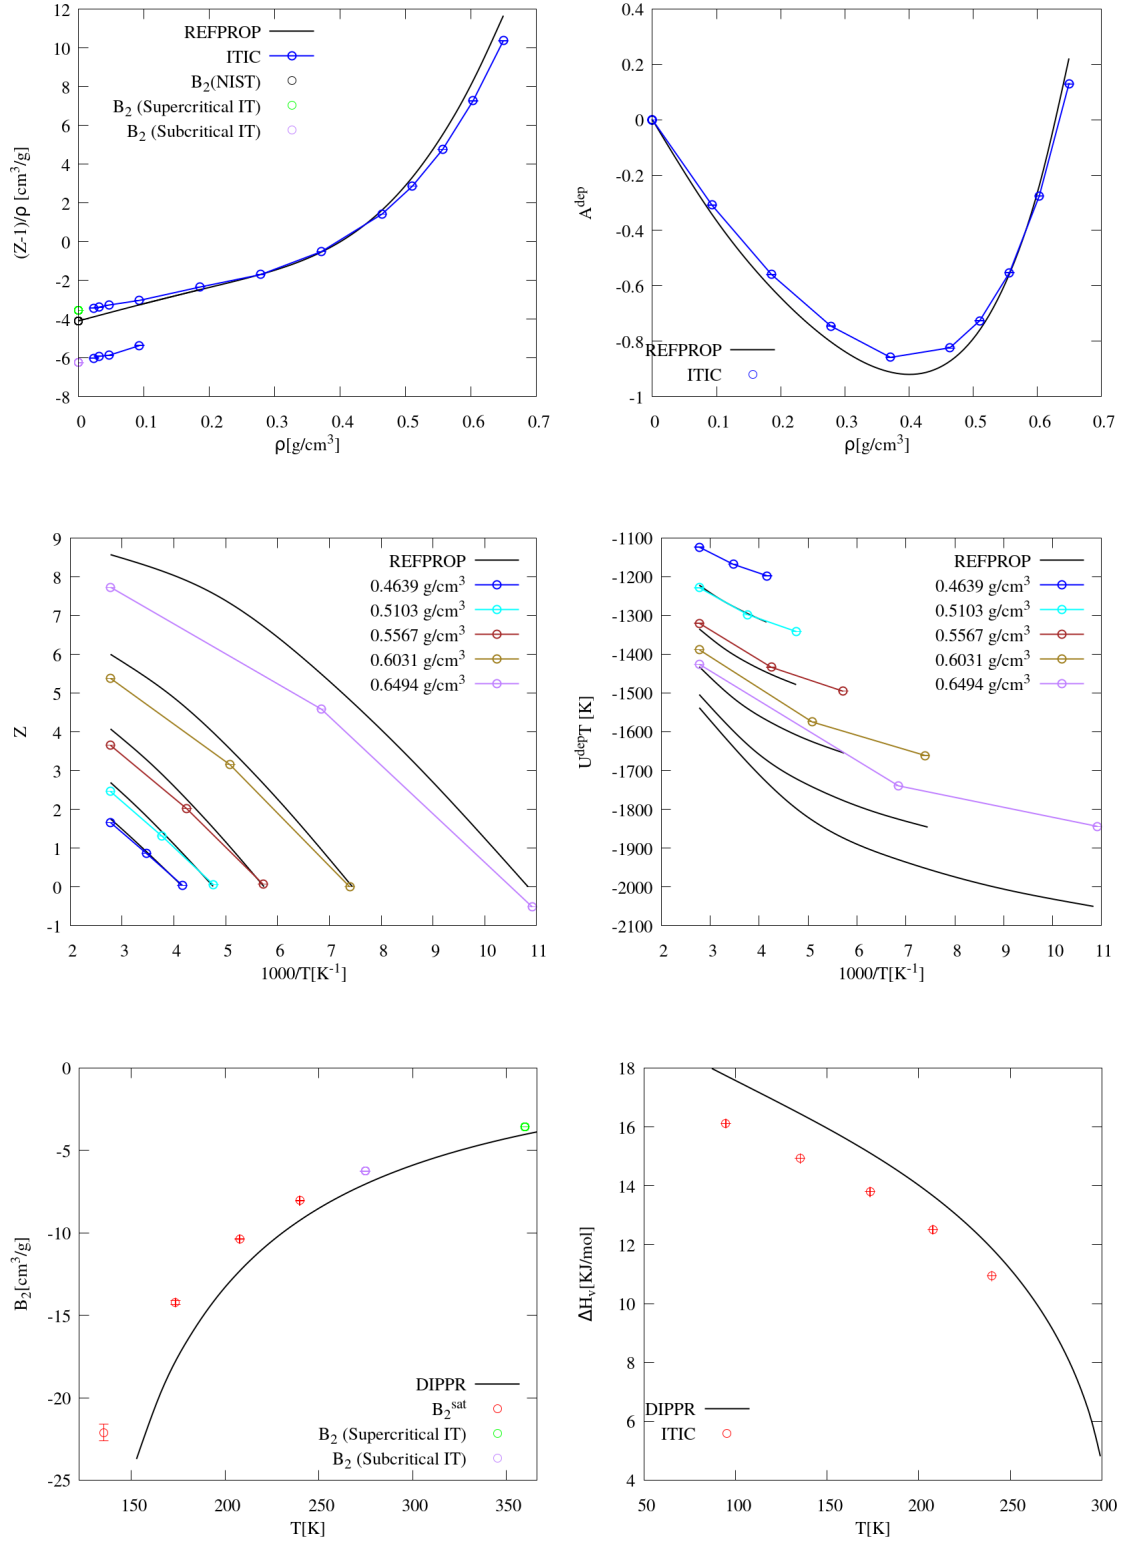 12
10
8
6
4
2
0
-2
-4
-6
-8
(Z-1)/ρ [cm³/g]
REFPROP
ITIC
B₂(NIST)
B₂ (Supercritical IT)
B₂ (Subcritical IT)
0 0.1 0.2 0.3 0.4 0.5 0.6 0.7
ρ[g/cm³]
0.4
0.2
0
-0.2
-0.4
-0.6
-0.8
-1
A^dep
REFPROP
ITIC
0 0.1 0.2 0.3 0.4 0.5 0.6 0.7
ρ[g/cm³]
9
8
7
6
5
4
3
2
1
0
-1
Z
REFPROP
0.4639 g/cm³
0.5103 g/cm³
0.5567 g/cm³
0.6031 g/cm³
0.6494 g/cm³
2 3 4 5 6 7 8 9 10 11
1000/T[K⁻¹]
-1100
-1200
-1300
-1400
-1500
-1600
-1700
-1800
-1900
-2000
-2100
U^depT [K]
REFPROP
0.4639 g/cm³
0.5103 g/cm³
0.5567 g/cm³
0.6031 g/cm³
0.6494 g/cm³
2 3 4 5 6 7 8 9 10 11
1000/T[K⁻¹]
0
-5
-10
-15
-20
-25
B₂[cm³/g]
DIPPR
B₂^sat
B₂ (Supercritical IT)
B₂ (Subcritical IT)
150 200 250 300 350
T[K]
18
16
14
12
10
8
6
4
ΔHᵥ[KJ/mol]
DIPPR
ITIC
50 100 150 200 250 300
T[K]